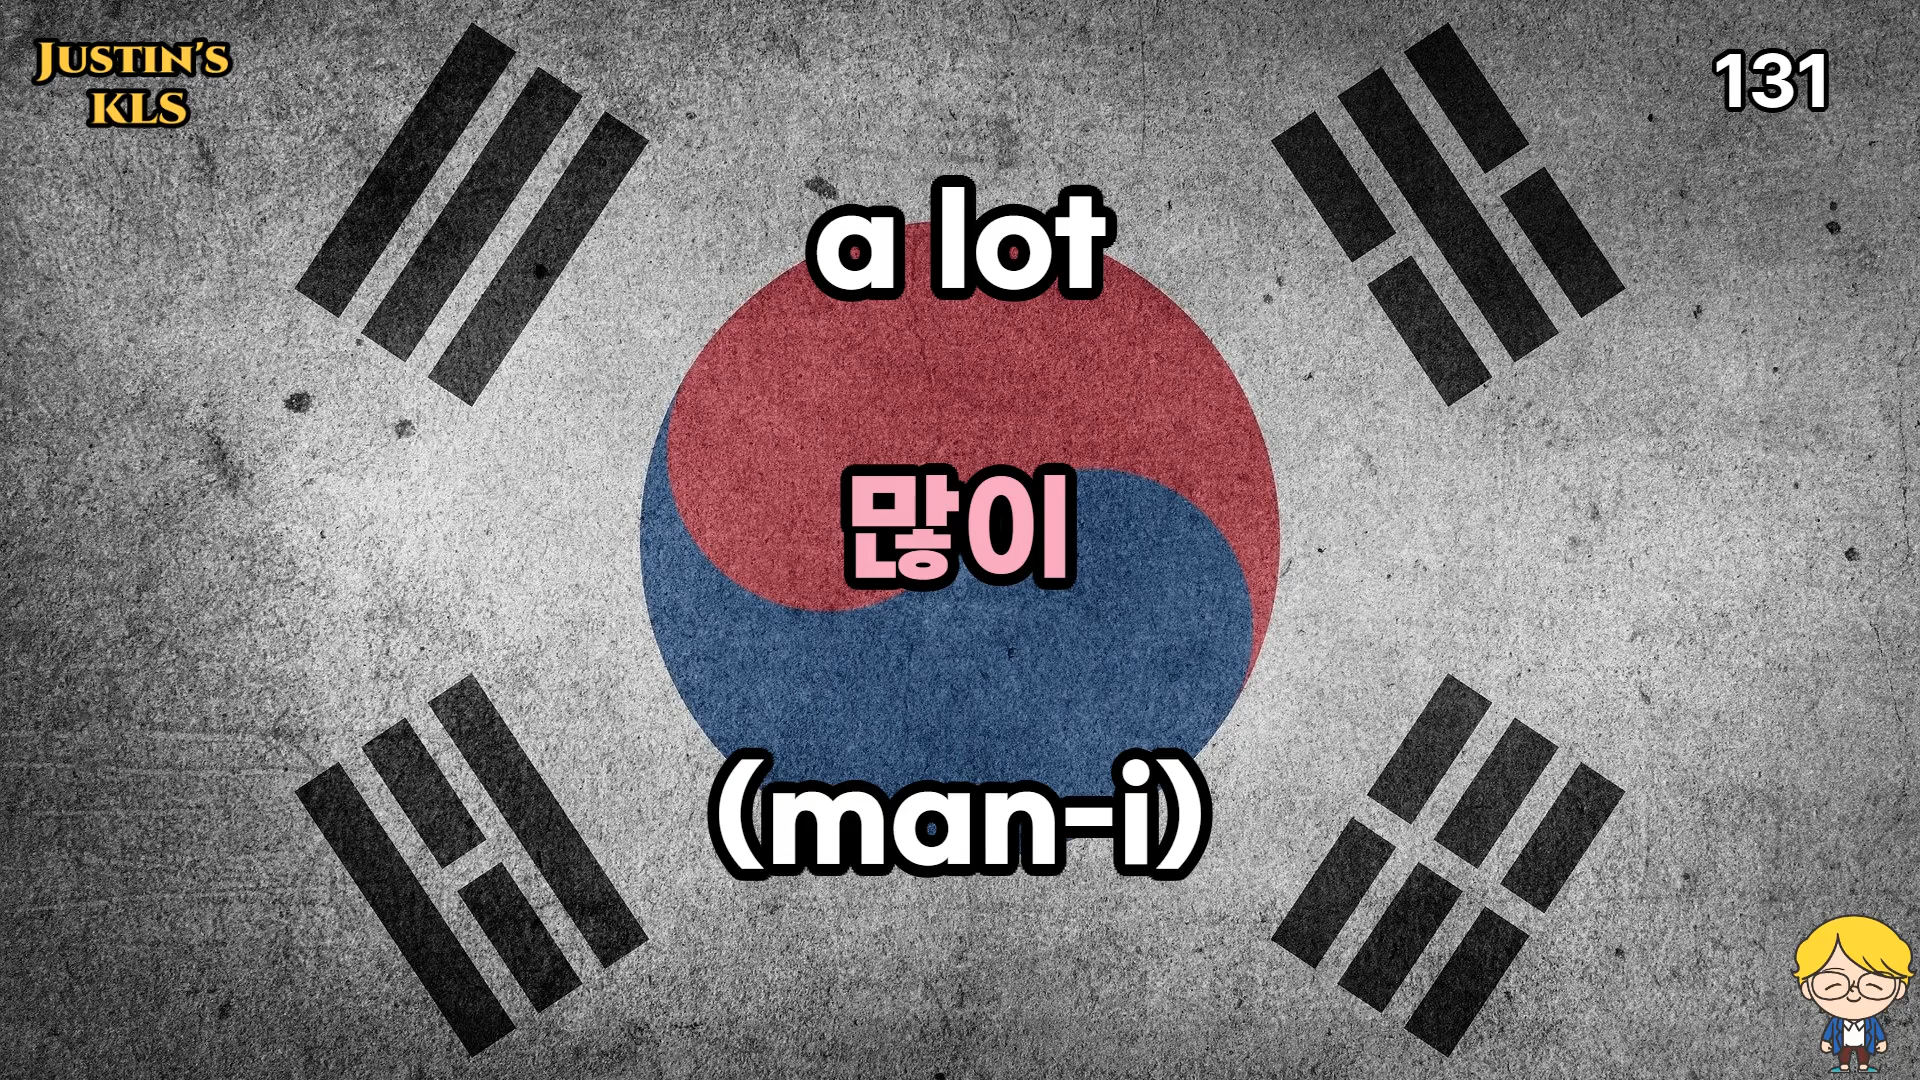 JUSTIN'S
KLS
131
a lot
많이
(man-i)